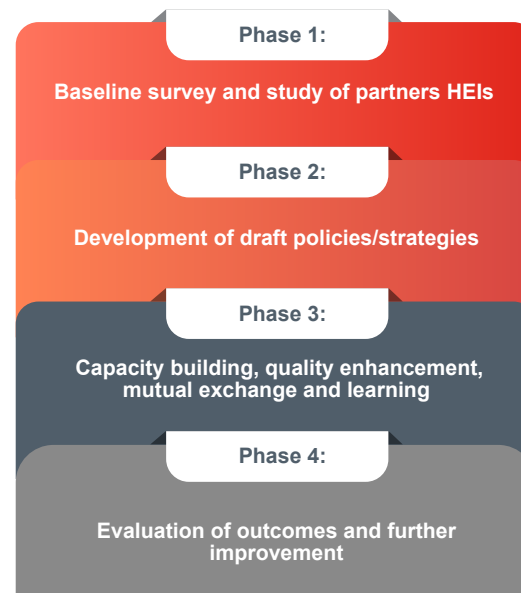 Phase 1:
Baseline survey and study of partners HEIs
Phase 2:
Development of draft policies/strategies
Phase 3:
Capacity building, quality enhancement,
mutual exchange and learning
Phase 4:
Evaluation of outcomes and further
improvement